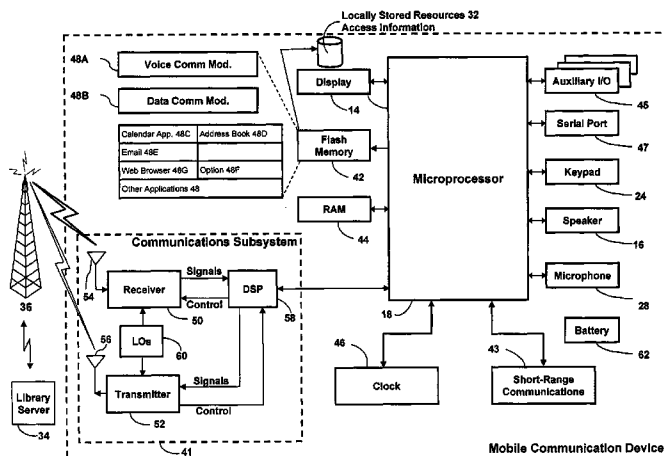 Locally Stored Resources 32
Access Information
48A
Voice Comm Mod.
48B
Data Comm Mod.
Calendar App. 48C
Address Book 48D
Email 48E
Web Browser 48G
Option 48F
Other Applications 48
Display
14
Flash
Memory
42
RAM
44
Microprocessor
18
Auxiliary I/O
45
Serial Port
47
Keypad
24
Speaker
16
Microphone
28
Battery
62
Communications Subsystem
54
Receiver
50
Signals
Control
DSP
58
LOs
60
56
Transmitter
52
Signals
Control
41
36
Library
Server
34
46
Clock
43
Short-Range
Communications
Mobile Communication Device